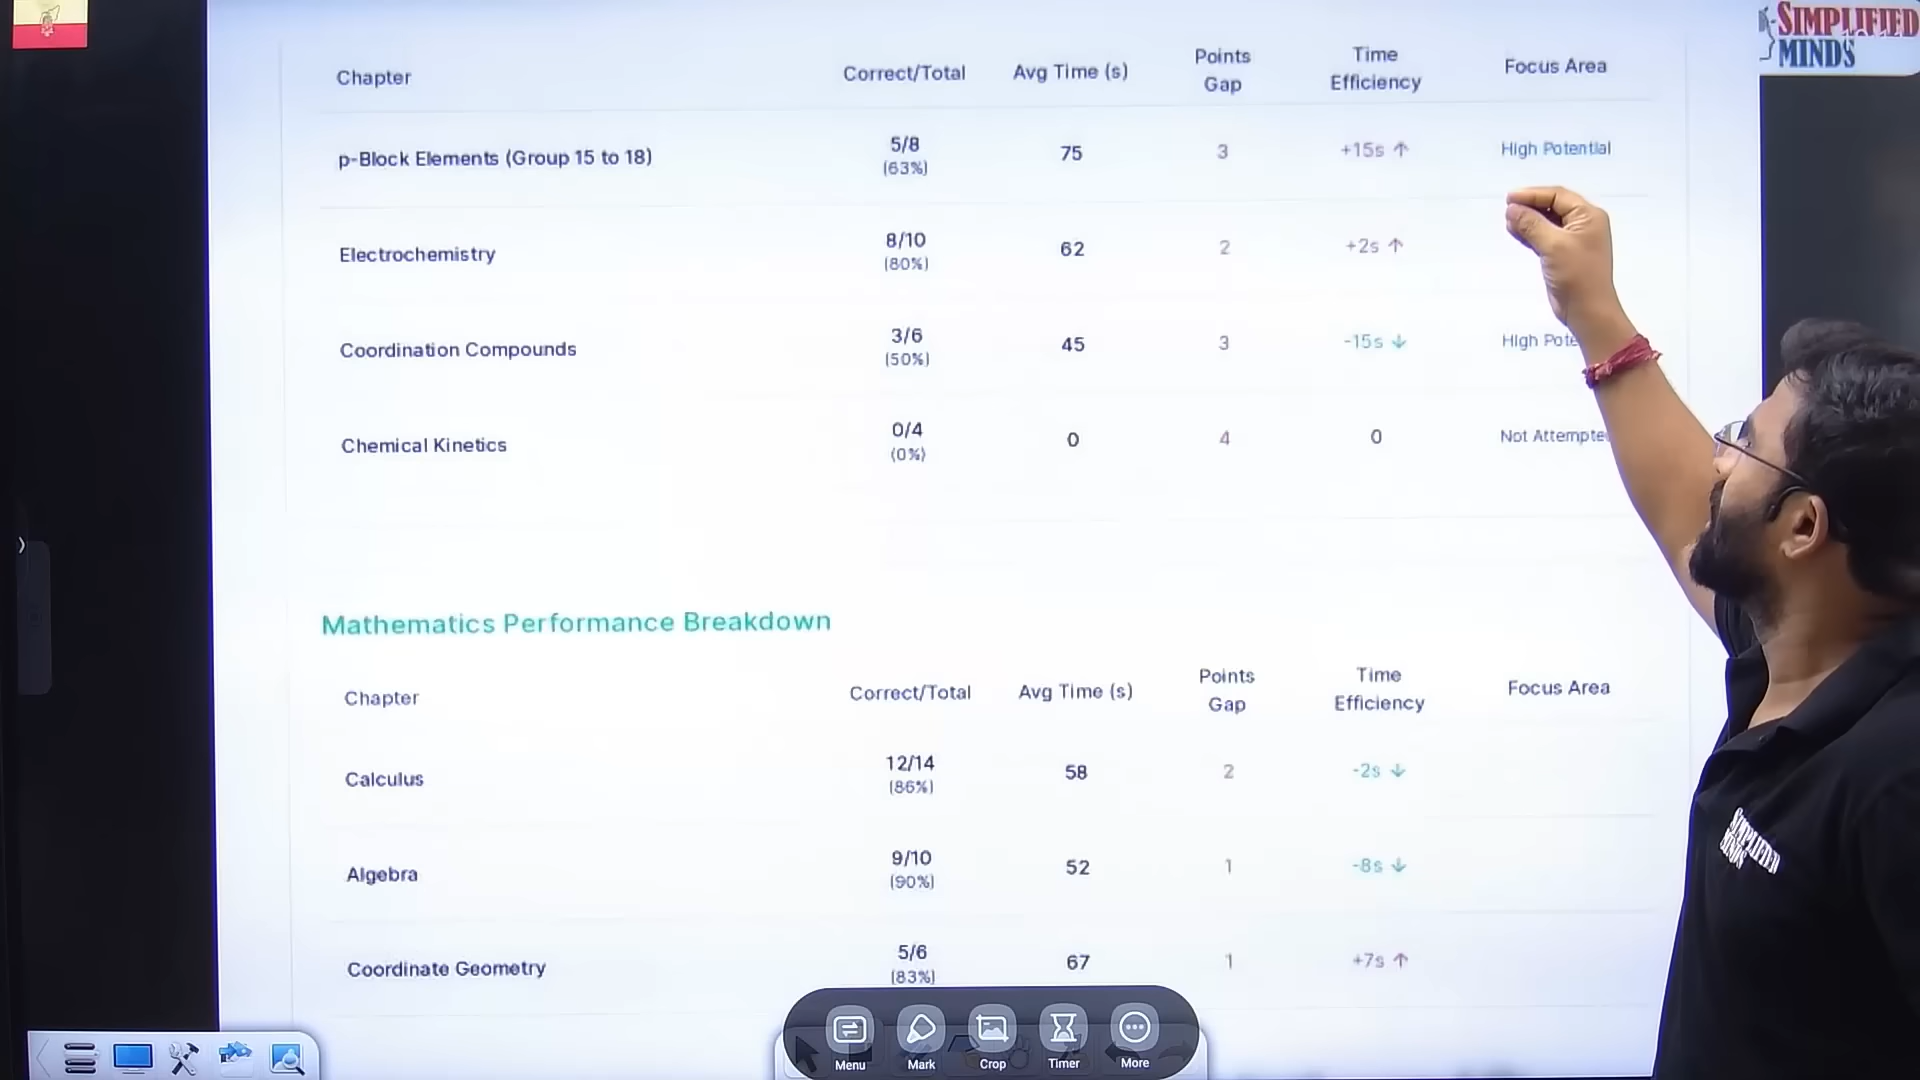 SIMPLIFIED
MINDS
Chapter Correct/Total Avg Time (s) Points Gap Time Efficiency Focus Area
p-Block Elements (Group 15 to 18) 5/8 (63%) 75 3 +15s ↑ High Potential
Electrochemistry 8/10 (80%) 62 2 +2s ↑
Coordination Compounds 3/6 (50%) 45 3 -15s ↓ High
Chemical Kinetics 0/4 (0%) 0 4 0 Not
Mathematics Performance Breakdown
Chapter Correct/Total Avg Time (s) Points Gap Time Efficiency Focus Area
Calculus 12/14 (86%) 58 2 -2s ↓
Algebra 9/10 (90%) 52 1 -8s ↓
Coordinate Geometry 5/6 (83%) 67 1 +7s ↑
SIMPLIFIED
MINDS
Menu Mark Crop Timer More